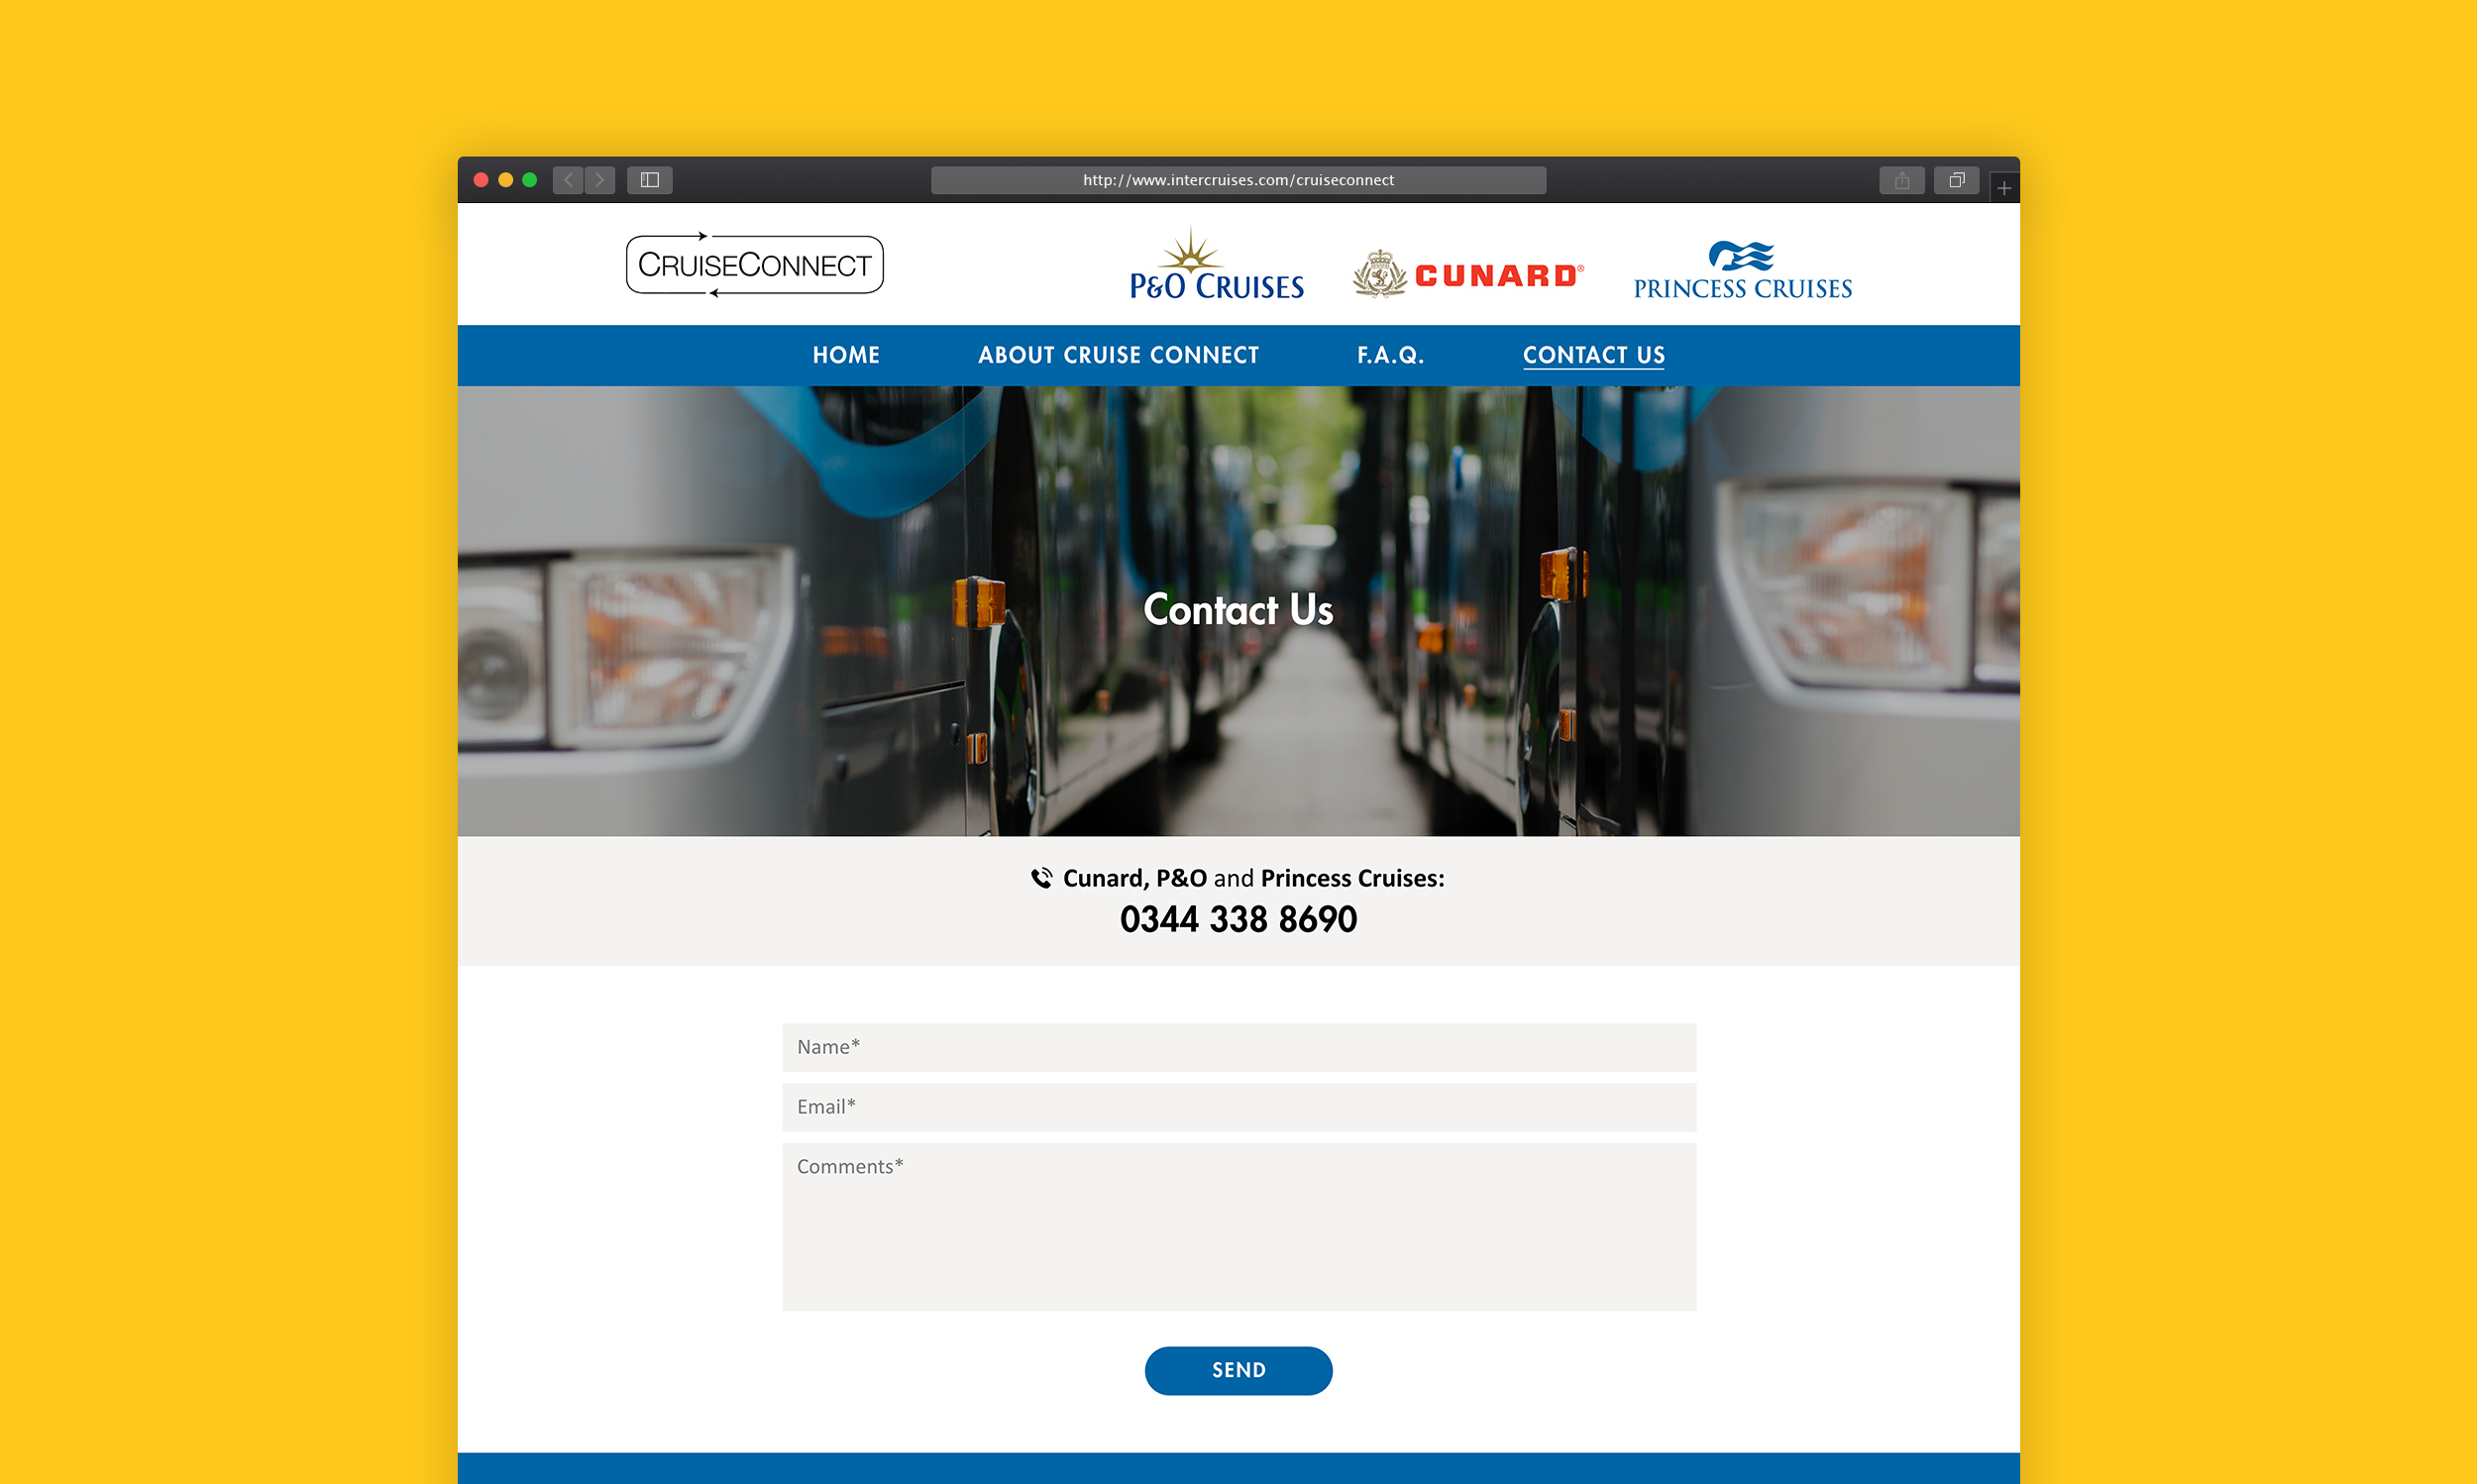 http://www.intercruises.com/cruiseconnect
CRUISECONNECT
P&O CRUISES
CUNARD®
PRINCESS CRUISES
HOME ABOUT CRUISE CONNECT F.A.Q. CONTACT US
Contact Us
Cunard, P&O and Princess Cruises:
0344 338 8690
Name*
Email*
Comments*
SEND